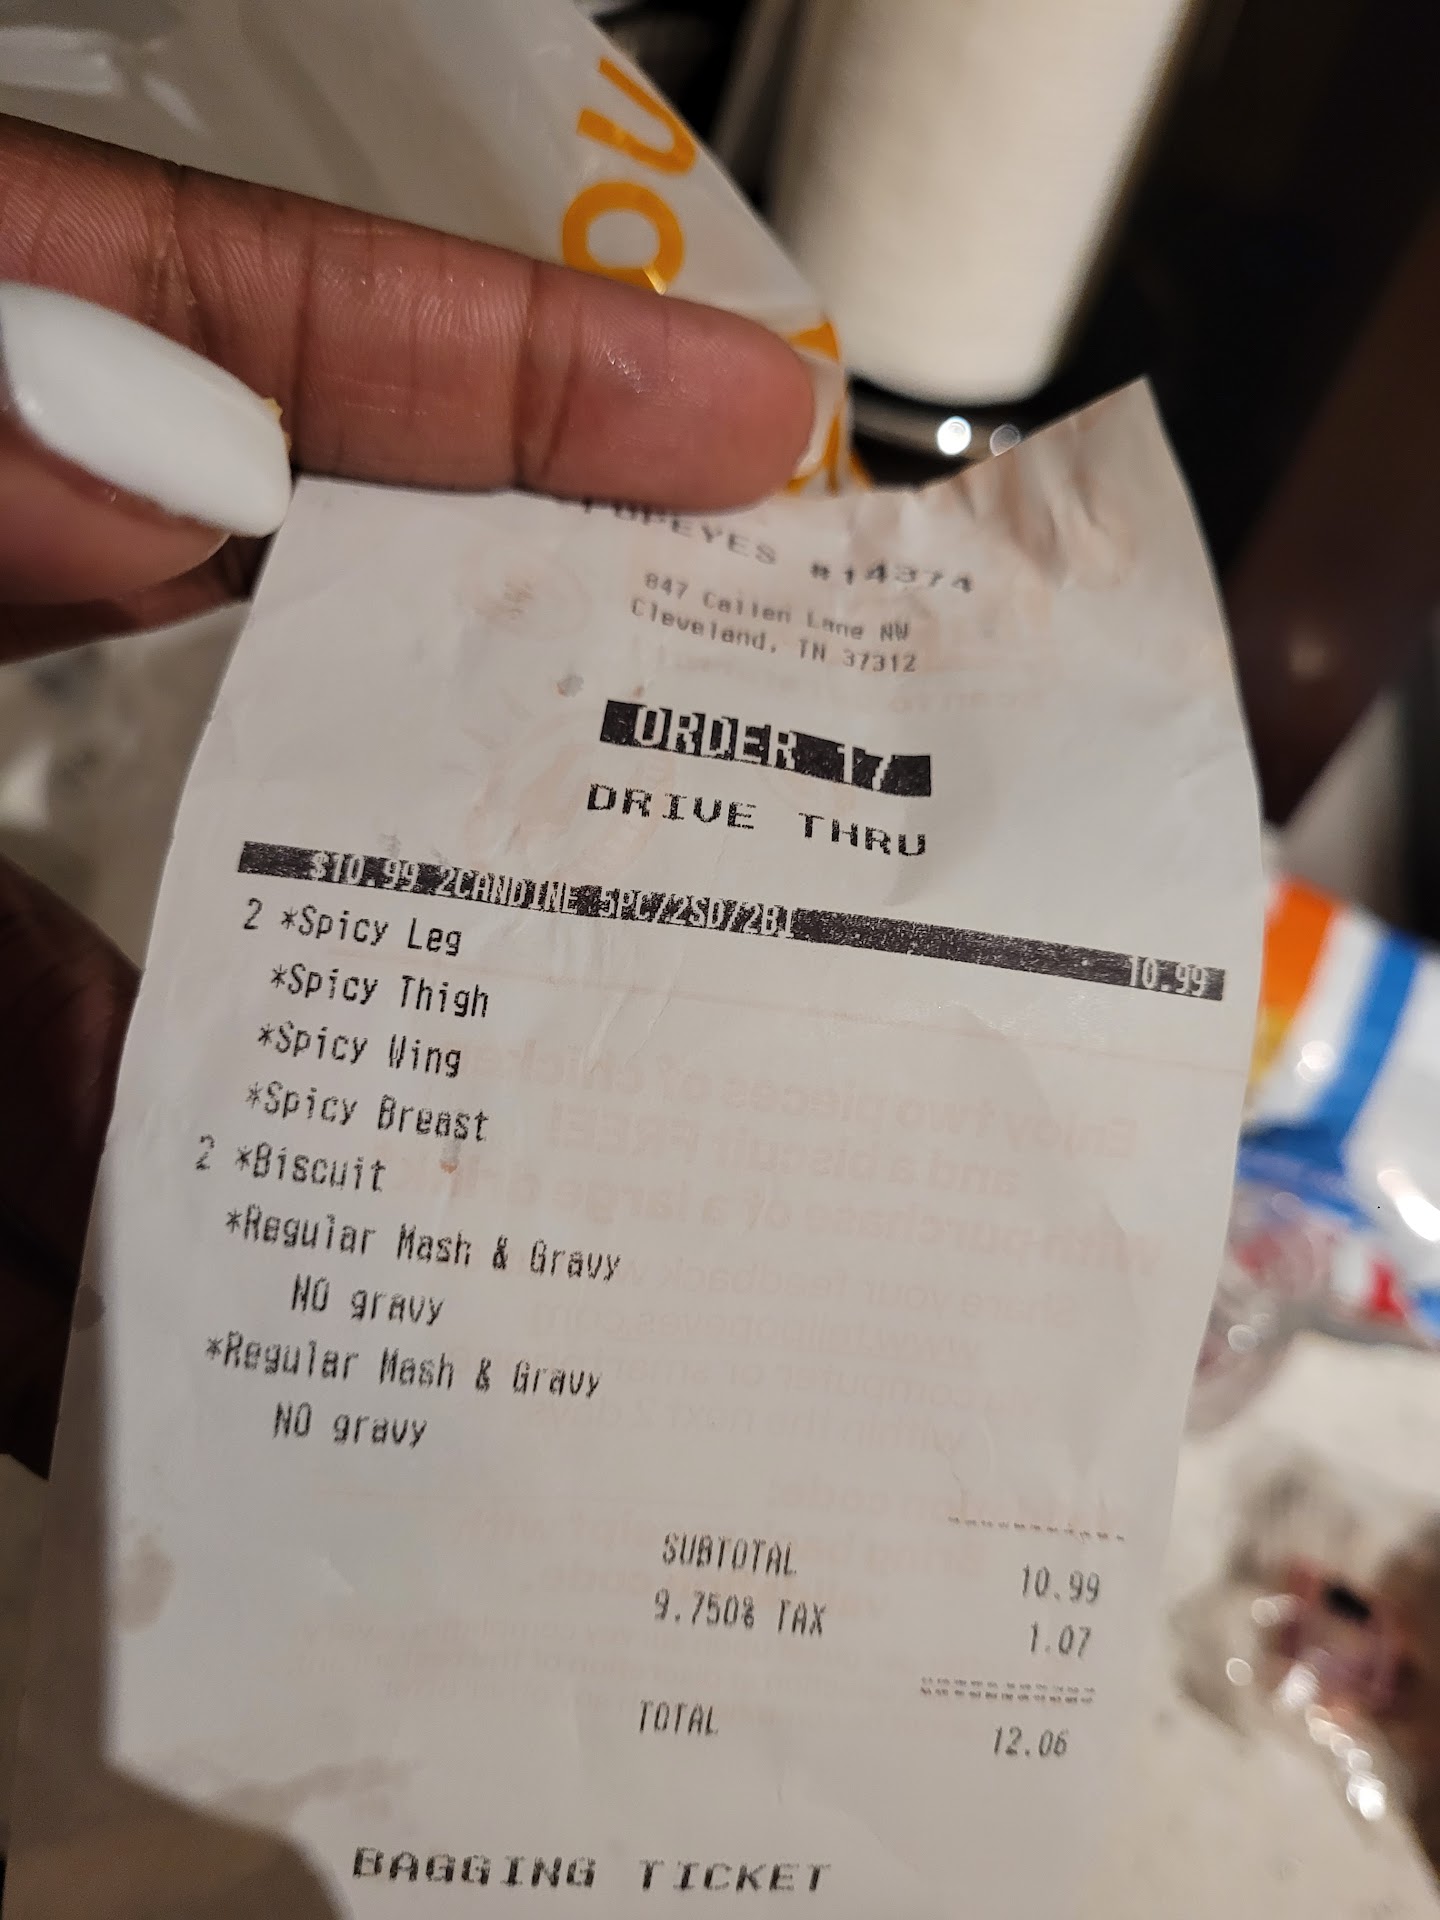 POPEYES #14374
847 Callen Lane NW
Cleveland, TN 37312
ORDER 17
DRIVE THRU
$10.99 2CANDINE 5PC/2SD/2BI 10.99
2 *Spicy Leg
*Spicy Thigh
*Spicy Wing
*Spicy Breast
2 *Biscuit
*Regular Mash & Gravy
NO gravy
*Regular Mash & Gravy
NO gravy
SUBTOTAL 10.99
9.750% TAX 1.07
TOTAL 12.06
BAGGING TICKET